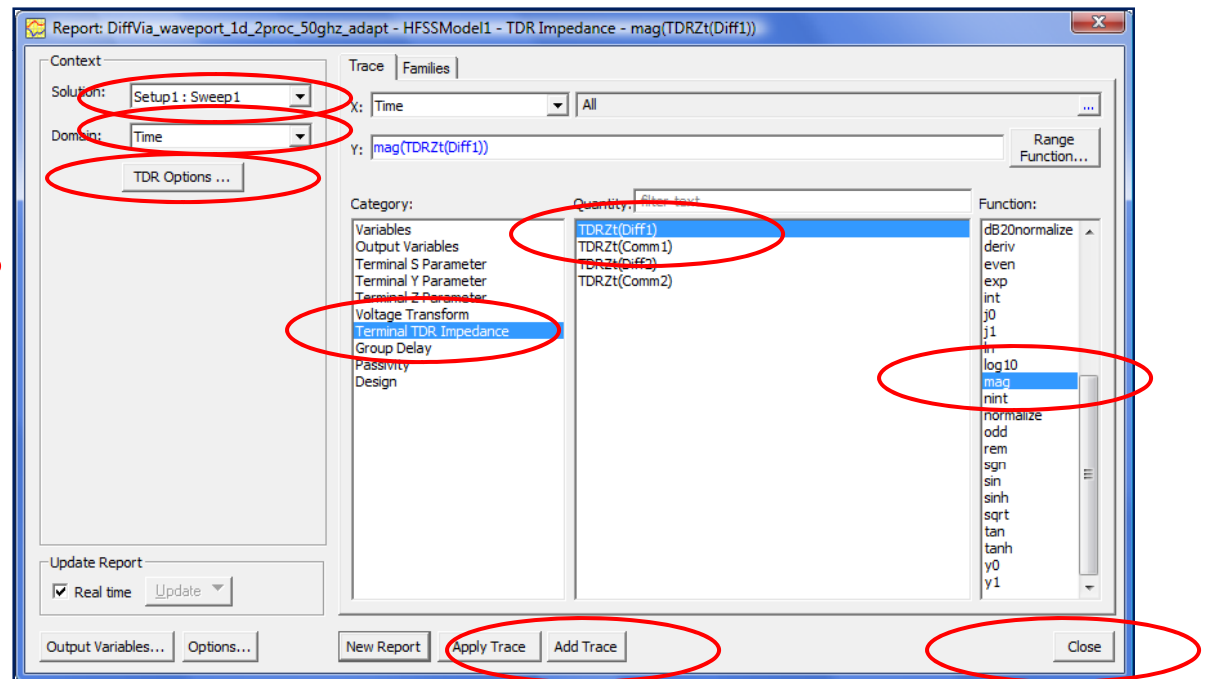 Report: DiffVia_waveport_1d_2proc_50ghz_adapt - HFSSModel1 - TDR Impedance - mag(TDRZt(Diff1))
Context
Solution: Setup1 : Sweep1
Domain: Time
TDR Options ...
Update Report
Real time Update
Output Variables... Options...
Trace Families
X: Time All ...
Y: mag(TDRZt(Diff1))
Range
Function...
Category:
Variables
Output Variables
Terminal S Parameter
Terminal Y Parameter
Terminal Z Parameter
Voltage Transform
Terminal TDR Impedance
Group Delay
Passivity
Design
Quantity: filter-text
TDRZt(Diff1)
TDRZt(Comm1)
TDRZt(Diff2)
TDRZt(Comm2)
Function:
dB20normalize
deriv
even
exp
int
j0
j1
ln
log10
mag
nint
normalize
odd
rem
sgn
sin
sinh
sqrt
tan
tanh
y0
y1
New Report Apply Trace Add Trace Close